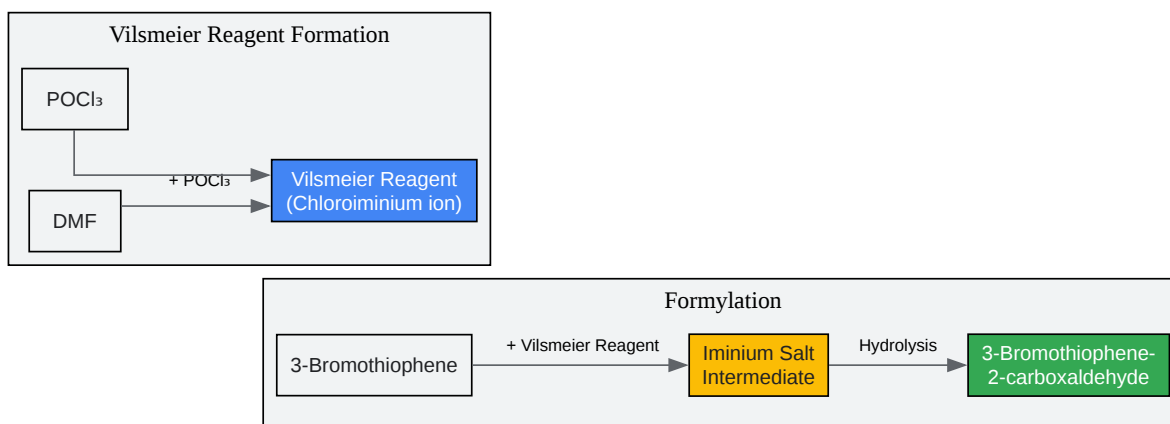 Vilsmeier Reagent Formation
POCl₃
+ POCl₃
Vilsmeier Reagent
(Chloroiminium ion)
DMF
Formylation
3-Bromothiophene
+ Vilsmeier Reagent
Iminium Salt
Intermediate
Hydrolysis
3-Bromothiophene-
2-carboxaldehyde